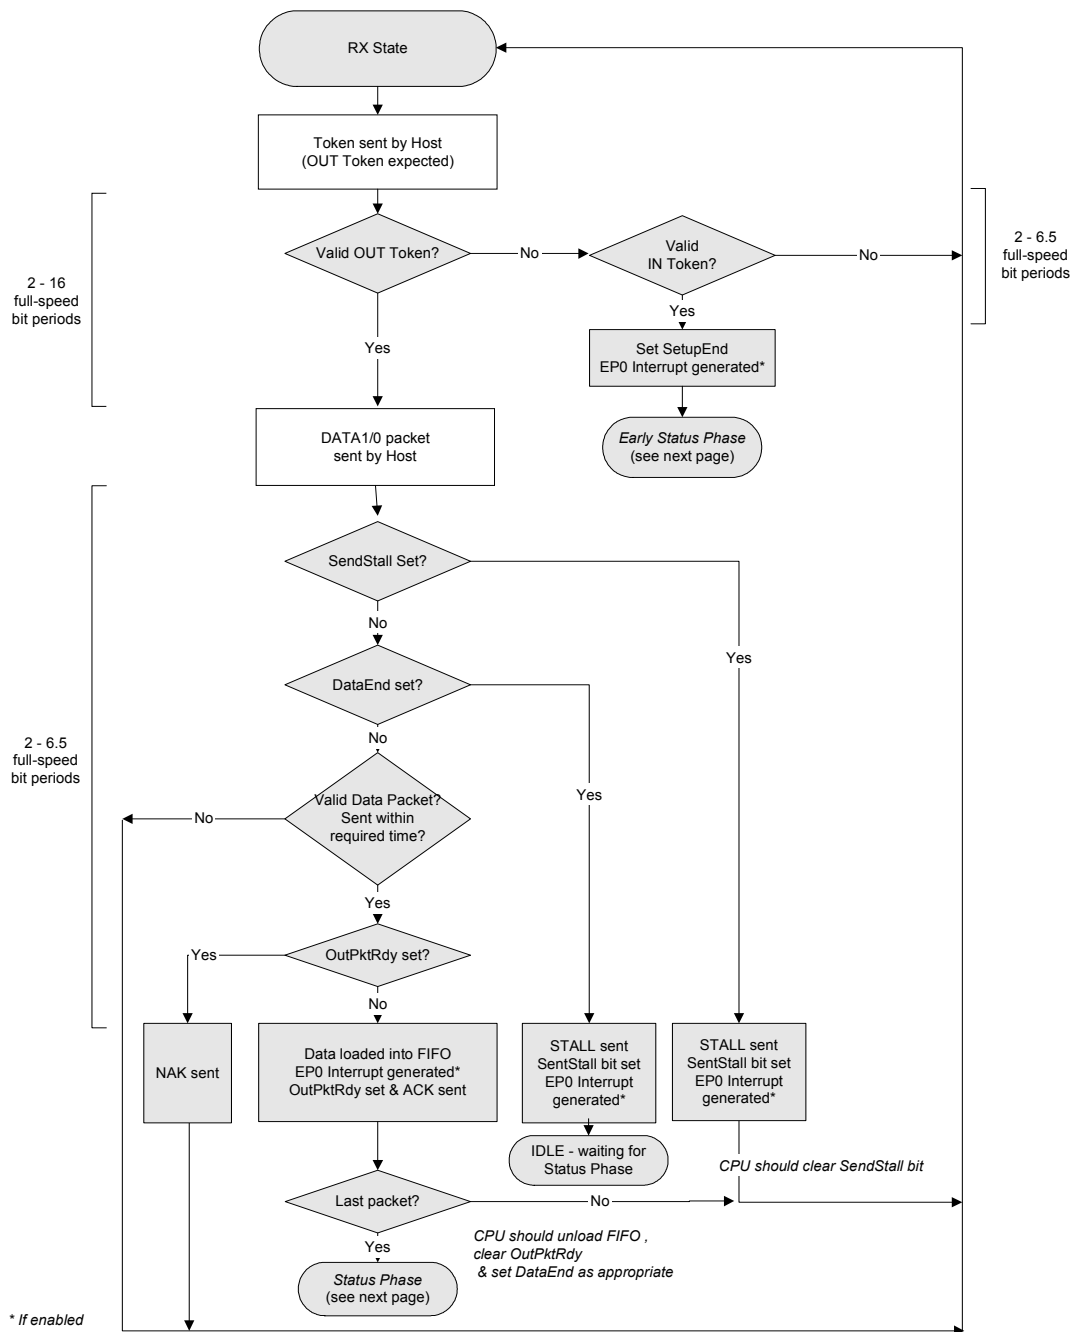 RX State
Token sent by Host
(OUT Token expected)
2 - 16
full-speed
bit periods
Valid OUT Token?
No
Valid
IN Token?
No
2 - 6.5
full-speed
bit periods
Yes
Yes
Set SetupEnd
EP0 Interrupt generated*
Early Status Phase
(see next page)
DATA1/0 packet
sent by Host
SendStall Set?
No
Yes
DataEnd set?
No
Yes
2 - 6.5
full-speed
bit periods
Valid Data Packet?
Sent within
required time?
No
Yes
OutPktRdy set?
Yes
No
NAK sent
Data loaded into FIFO
EP0 Interrupt generated*
OutPktRdy set & ACK sent
STALL sent
SentStall bit set
EP0 Interrupt
generated*
STALL sent
SentStall bit set
EP0 Interrupt
generated*
IDLE - waiting for
Status Phase
CPU should clear SendStall bit
Last packet?
No
CPU should unload FIFO ,
clear OutPktRdy
& set DataEnd as appropriate
Yes
Status Phase
(see next page)
* If enabled